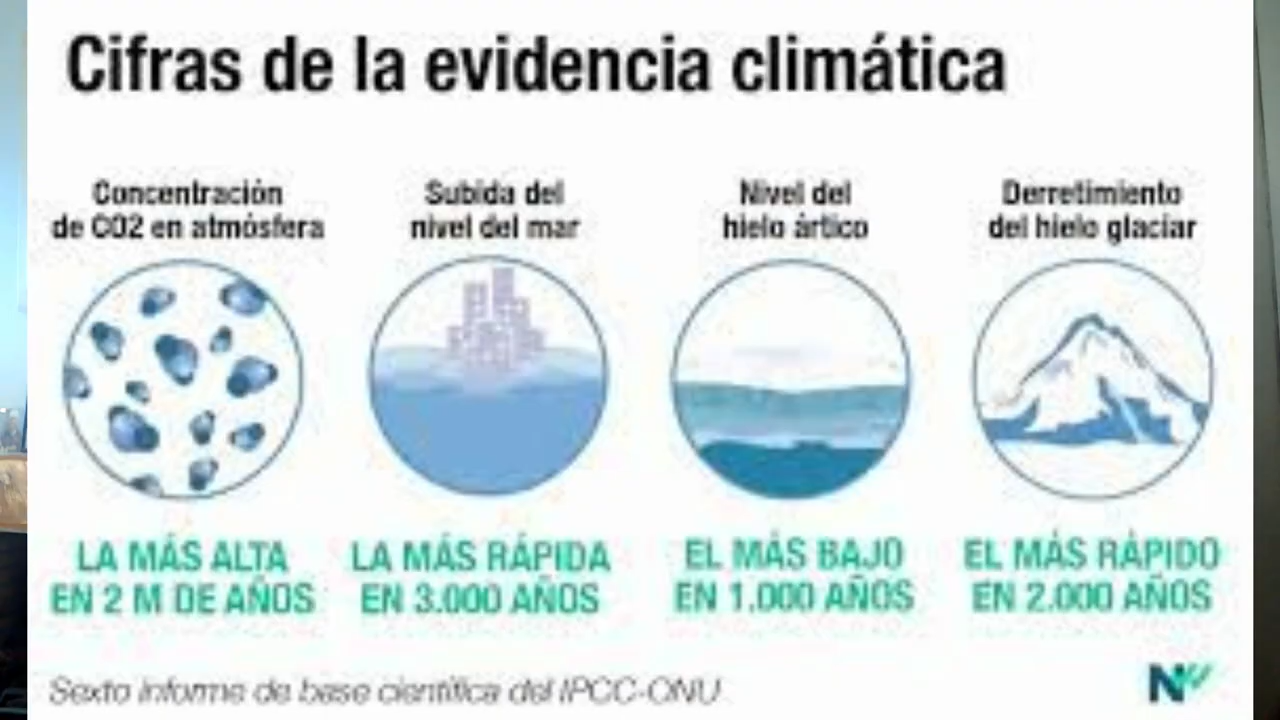 Cifras de la evidencia climática
Concentración
de CO2 en atmósfera
Subida del
nivel del mar
Nivel del
hielo ártico
Derretimiento
del hielo glaciar
LA MÁS ALTA
EN 2 M DE AÑOS
LA MÁS RÁPIDA
EN 3.000 AÑOS
EL MÁS BAJO
EN 1.000 AÑOS
EL MÁS RÁPIDO
EN 2.000 AÑOS
Sexto informe de base científica del IPCC-ONU